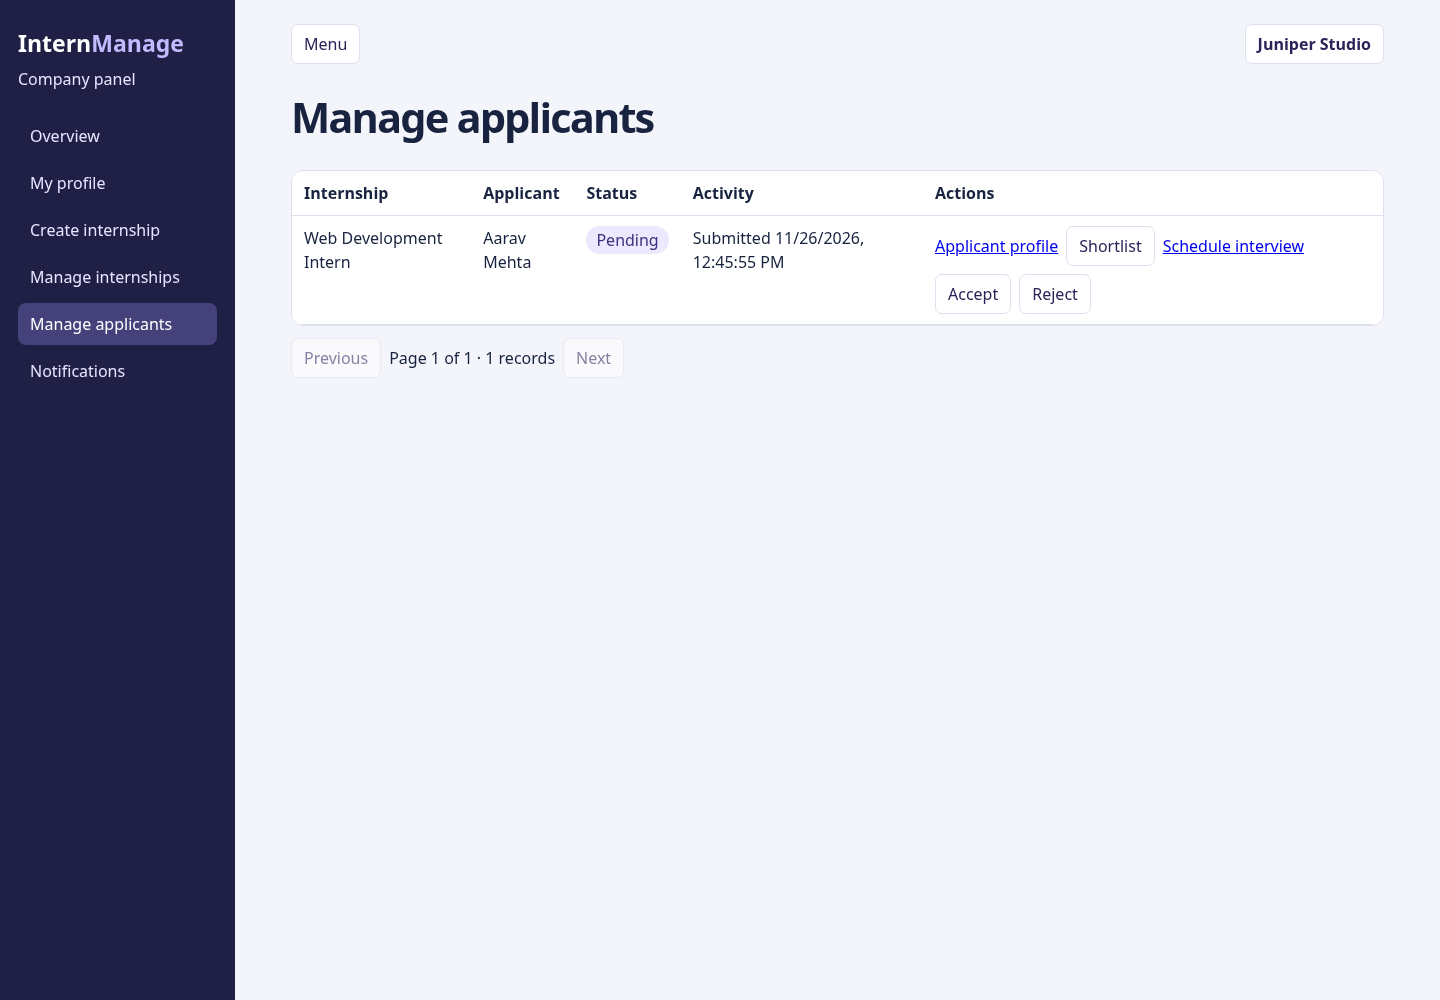 InternManage
Company panel
Overview
My profile
Create internship
Manage internships
Manage applicants
Notifications
Menu
Juniper Studio
Manage applicants
Internship Applicant Status Activity Actions
Web Development Intern
Aarav Mehta
Pending
Submitted 11/26/2026, 12:45:55 PM
Applicant profile Shortlist Schedule interview
Accept Reject
Previous Page 1 of 1 · 1 records Next